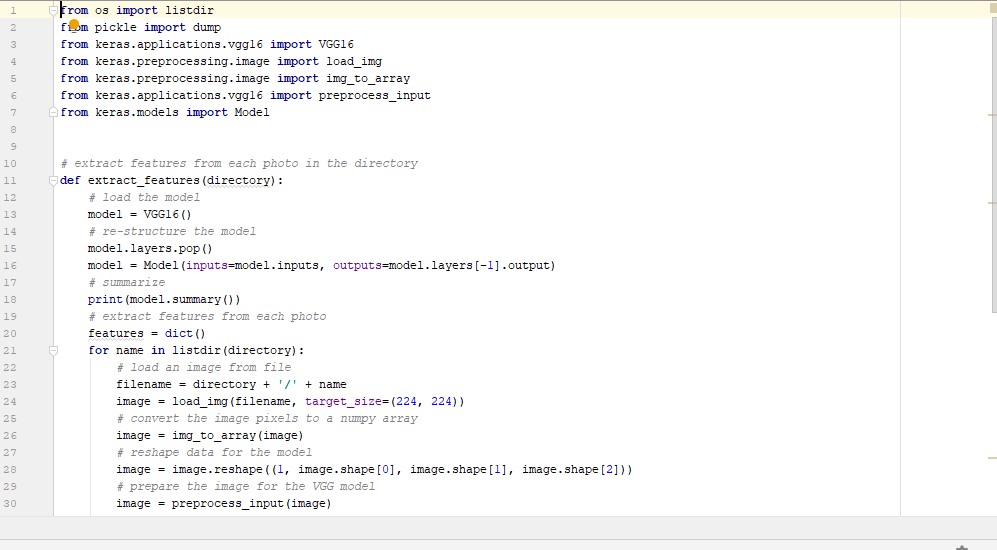 1 from os import listdir
2 from pickle import dump
3 from keras.applications.vgg16 import VGG16
4 from keras.preprocessing.image import load_img
5 from keras.preprocessing.image import img_to_array
6 from keras.applications.vgg16 import preprocess_input
7 from keras.models import Model
8
9
10 # extract features from each photo in the directory
11 def extract_features(directory):
12     # load the model
13     model = VGG16()
14     # re-structure the model
15     model.layers.pop()
16     model = Model(inputs=model.inputs, outputs=model.layers[-1].output)
17     # summarize
18     print(model.summary())
19     # extract features from each photo
20     features = dict()
21     for name in listdir(directory):
22         # load an image from file
23         filename = directory + '/' + name
24         image = load_img(filename, target_size=(224, 224))
25         # convert the image pixels to a numpy array
26         image = img_to_array(image)
27         # reshape data for the model
28         image = image.reshape((1, image.shape[0], image.shape[1], image.shape[2]))
29         # prepare the image for the VGG model
30         image = preprocess_input(image)